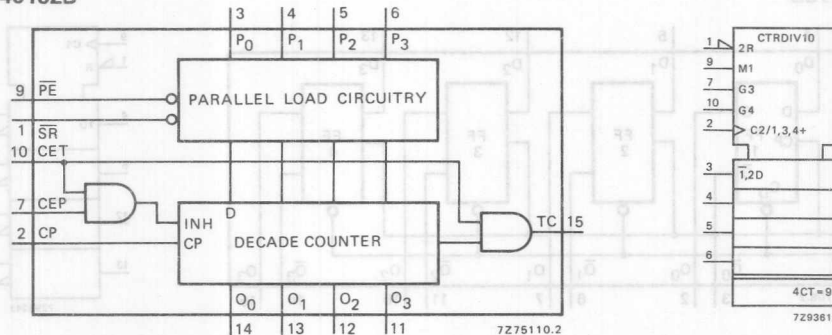 3 4 5 6
P0 P1 P2 P3
9 PE
PARALLEL LOAD CIRCUITRY
1 SR
10 CET
7 CEP
2 CP
D
INH
CP
DECADE COUNTER
TC 15
O0 O1 O2 O3
14 13 12 11
7Z75110.2
CTRDIV10
1 2R
9 M1
7 G3
10 G4
2 C2/1,3,4+
3 1,2D
4
5
6
4CT=9
7Z9361